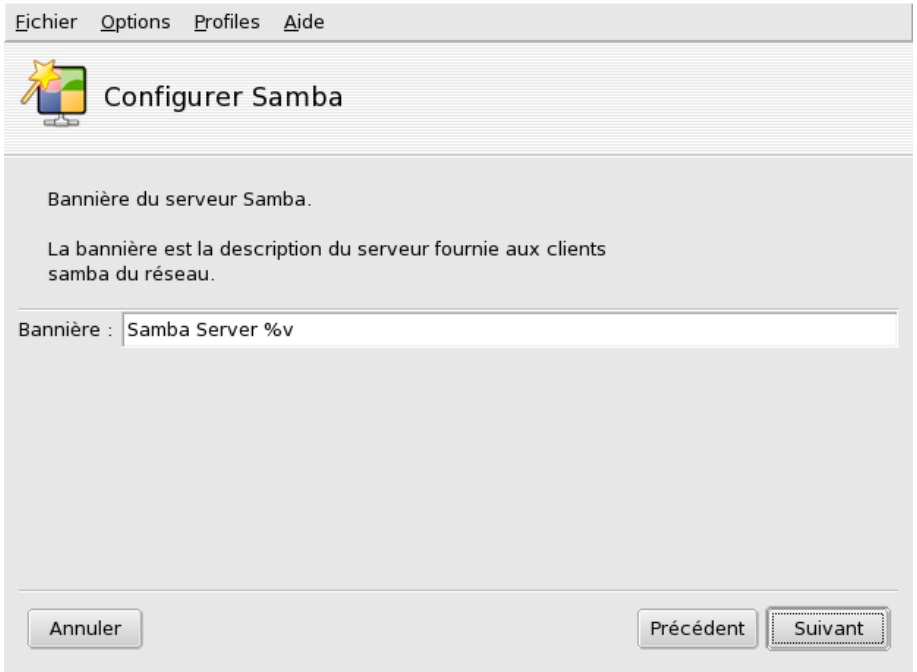 Fichier Options Profiles Aide
Configurer Samba
Bannière du serveur Samba.
La bannière est la description du serveur fournie aux clients
samba du réseau.
Bannière : Samba Server %v
Annuler Précédent Suivant